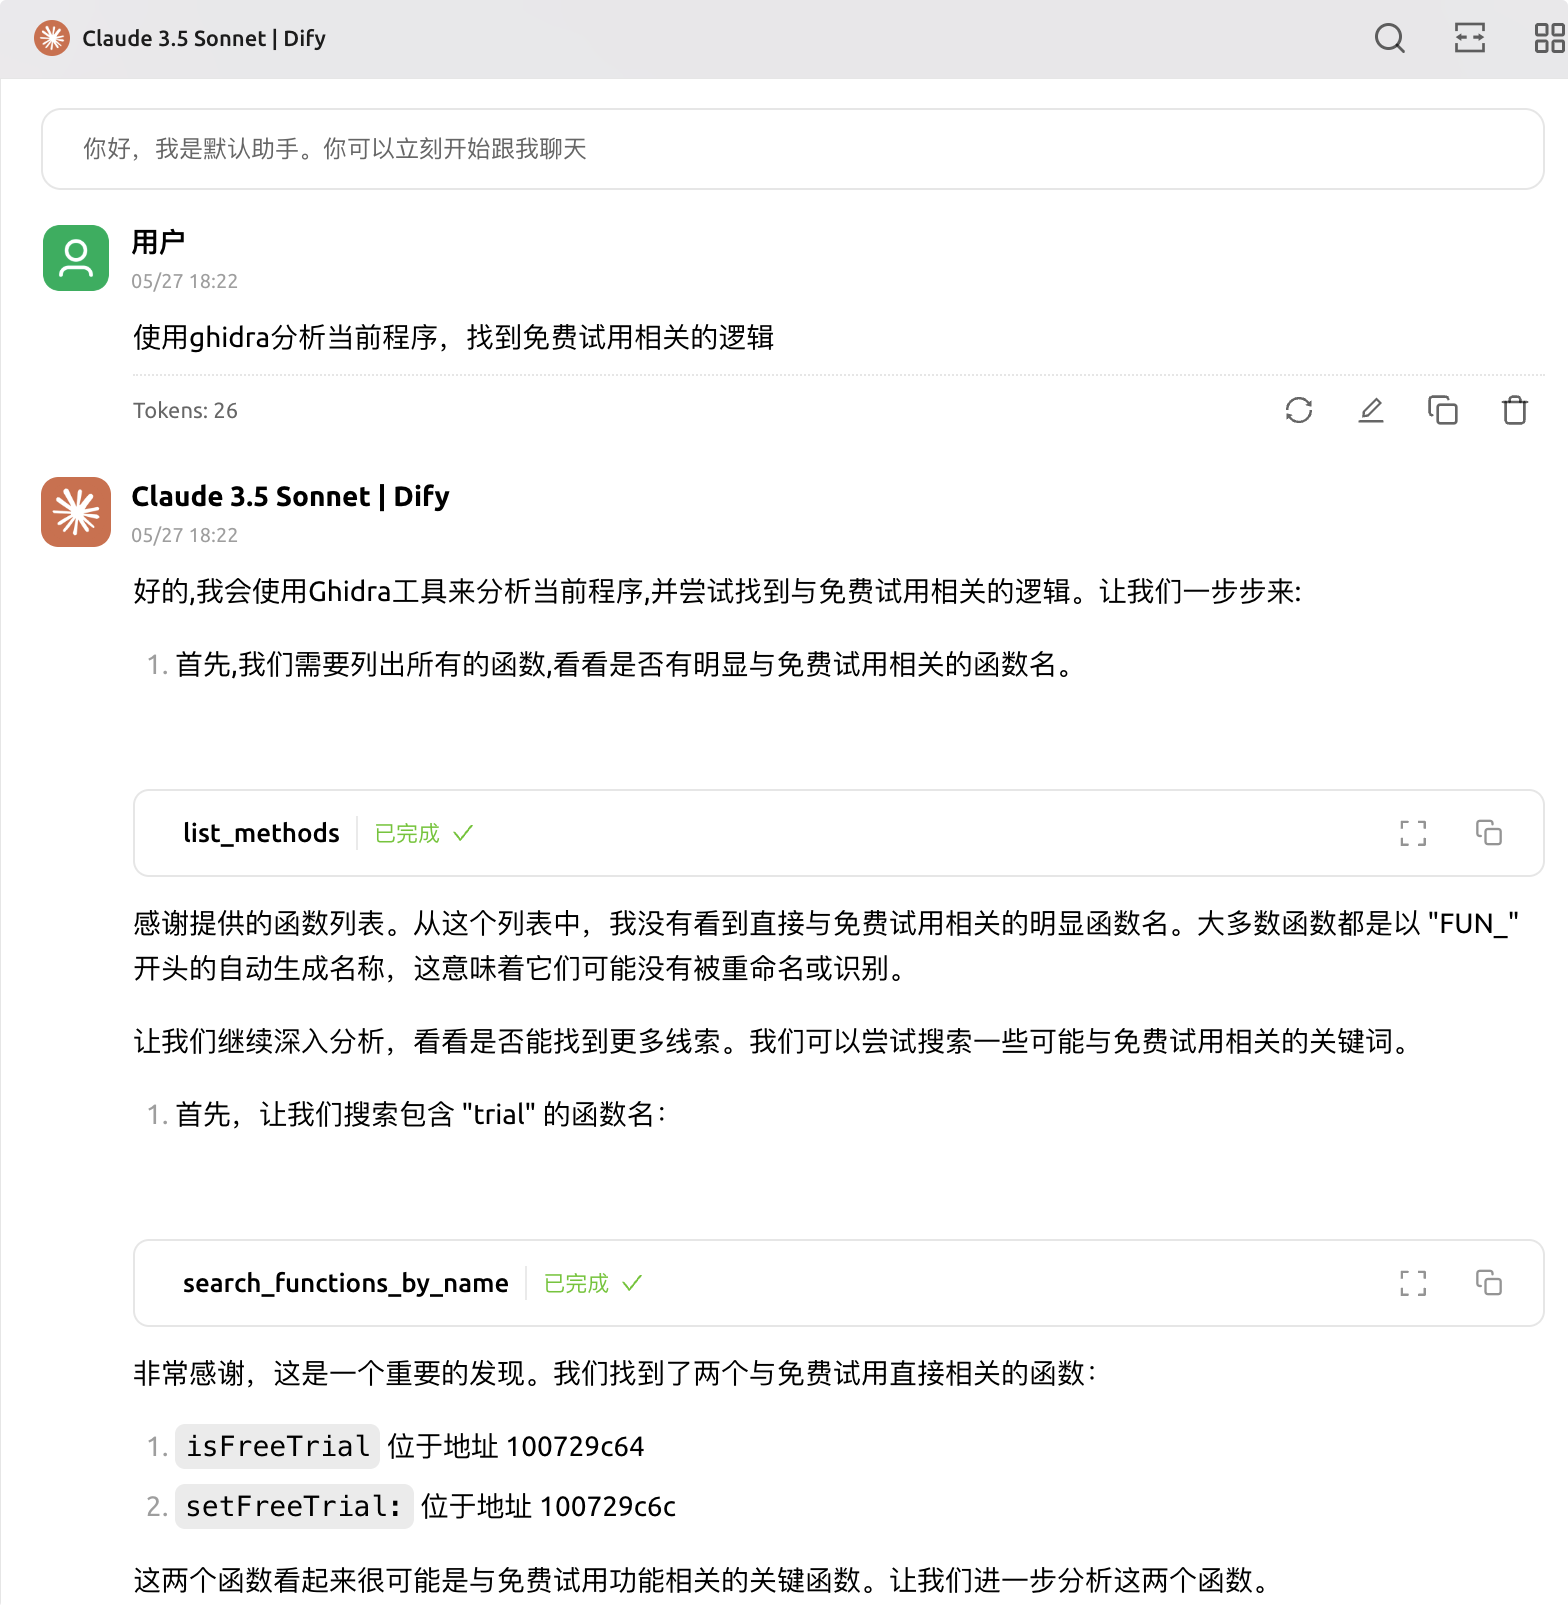 Claude 3.5 Sonnet | Dify
你好，我是默认助手。你可以立刻开始跟我聊天
用户
05/27 18:22
使用ghidra分析当前程序，找到免费试用相关的逻辑
Tokens: 26
Claude 3.5 Sonnet | Dify
05/27 18:22
好的,我会使用Ghidra工具来分析当前程序,并尝试找到与免费试用相关的逻辑。让我们一步步来:
1. 首先,我们需要列出所有的函数,看看是否有明显与免费试用相关的函数名。
list_methods 已完成
感谢提供的函数列表。从这个列表中，我没有看到直接与免费试用相关的明显函数名。大多数函数都是以 "FUN_"
开头的自动生成名称，这意味着它们可能没有被重命名或识别。
让我们继续深入分析，看看是否能找到更多线索。我们可以尝试搜索一些可能与免费试用相关的关键词。
1. 首先，让我们搜索包含 "trial" 的函数名：
search_functions_by_name 已完成
非常感谢，这是一个重要的发现。我们找到了两个与免费试用直接相关的函数：
1. isFreeTrial 位于地址 100729c64
2. setFreeTrial: 位于地址 100729c6c
这两个函数看起来很可能是与免费试用功能相关的关键函数。让我们进一步分析这两个函数。